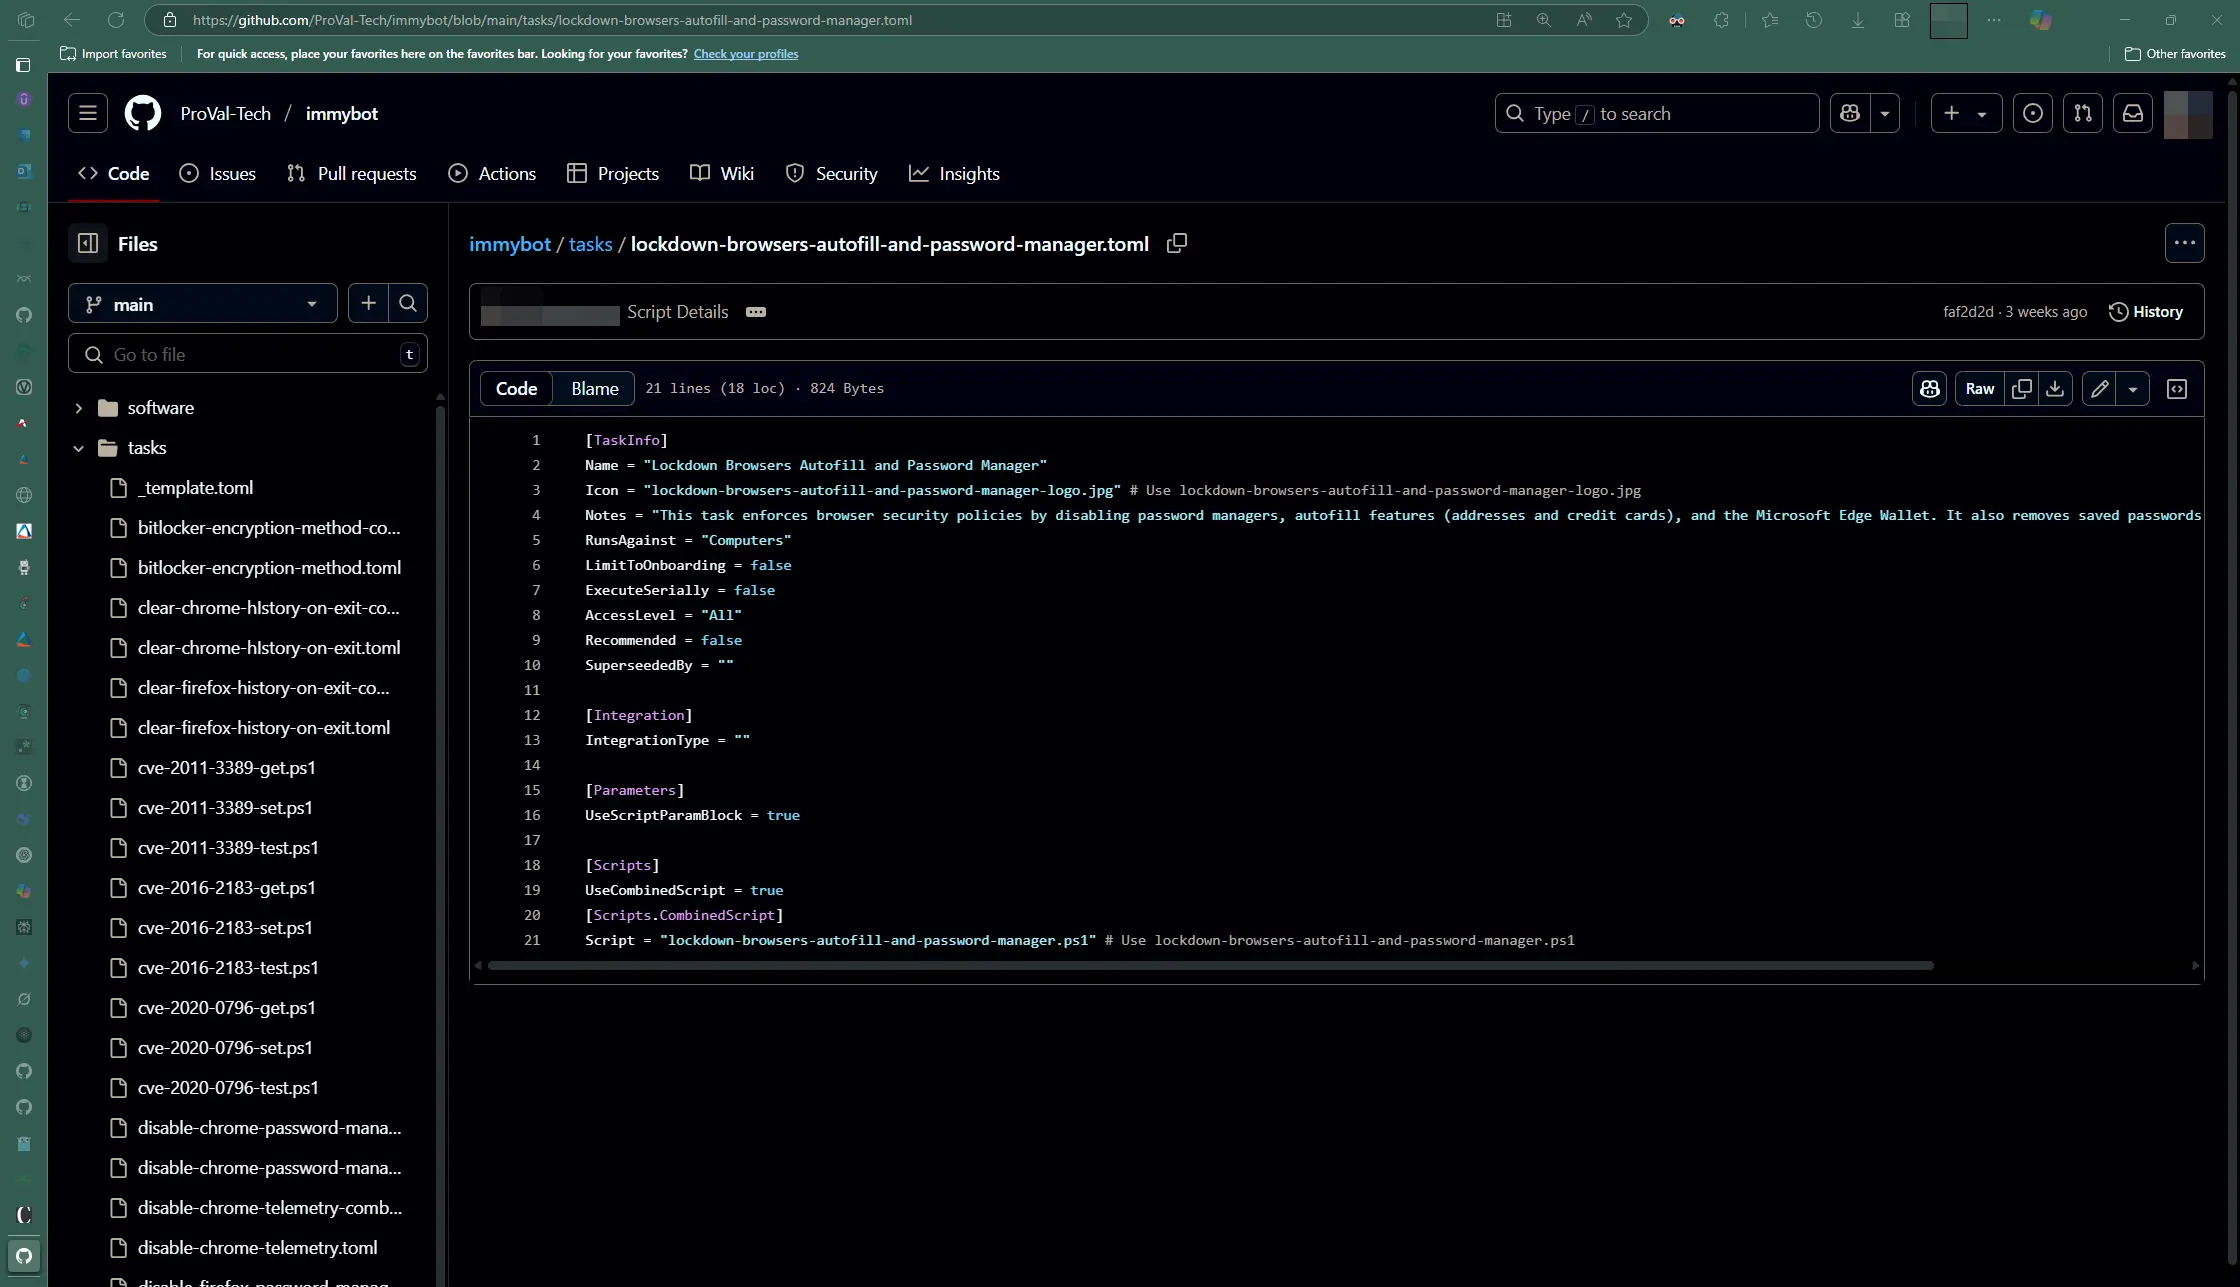 https://github.com/ProVal-Tech/immybot/blob/main/tasks/lockdown-browsers-autofill-and-password-manager.toml
Import favorites
For quick access, place your favorites here on the favorites bar. Looking for your favorites? Check your profiles
Other favorites
ProVal-Tech / immybot
Type / to search
Code
Issues
Pull requests
Actions
Projects
Wiki
Security
Insights
Files
main
Go to file
t
software
tasks
_template.toml
bitlocker-encryption-method-co...
bitlocker-encryption-method.toml
clear-chrome-hIstory-on-exit-co...
clear-chrome-hIstory-on-exit.toml
clear-firefox-history-on-exit-co...
clear-firefox-history-on-exit.toml
cve-2011-3389-get.ps1
cve-2011-3389-set.ps1
cve-2011-3389-test.ps1
cve-2016-2183-get.ps1
cve-2016-2183-set.ps1
cve-2016-2183-test.ps1
cve-2020-0796-get.ps1
cve-2020-0796-set.ps1
cve-2020-0796-test.ps1
disable-chrome-password-mana...
disable-chrome-password-mana...
disable-chrome-telemetry-comb...
disable-chrome-telemetry.toml
disable-firefox-password-manag...
immybot / tasks / lockdown-browsers-autofill-and-password-manager.toml
Script Details
faf2d2d · 3 weeks ago
History
Code
Blame
21 lines (18 loc) · 824 Bytes
Raw
1 [TaskInfo]
2 Name = "Lockdown Browsers Autofill and Password Manager"
3 Icon = "lockdown-browsers-autofill-and-password-manager-logo.jpg" # Use lockdown-browsers-autofill-and-password-manager-logo.jpg
4 Notes = "This task enforces browser security policies by disabling password managers, autofill features (addresses and credit cards), and the Microsoft Edge Wallet. It also removes saved passwords
5 RunsAgainst = "Computers"
6 LimitToOnboarding = false
7 ExecuteSerially = false
8 AccessLevel = "All"
9 Recommended = false
10 SuperseededBy = ""
11
12 [Integration]
13 IntegrationType = ""
14
15 [Parameters]
16 UseScriptParamBlock = true
17
18 [Scripts]
19 UseCombinedScript = true
20 [Scripts.CombinedScript]
21 Script = "lockdown-browsers-autofill-and-password-manager.ps1" # Use lockdown-browsers-autofill-and-password-manager.ps1